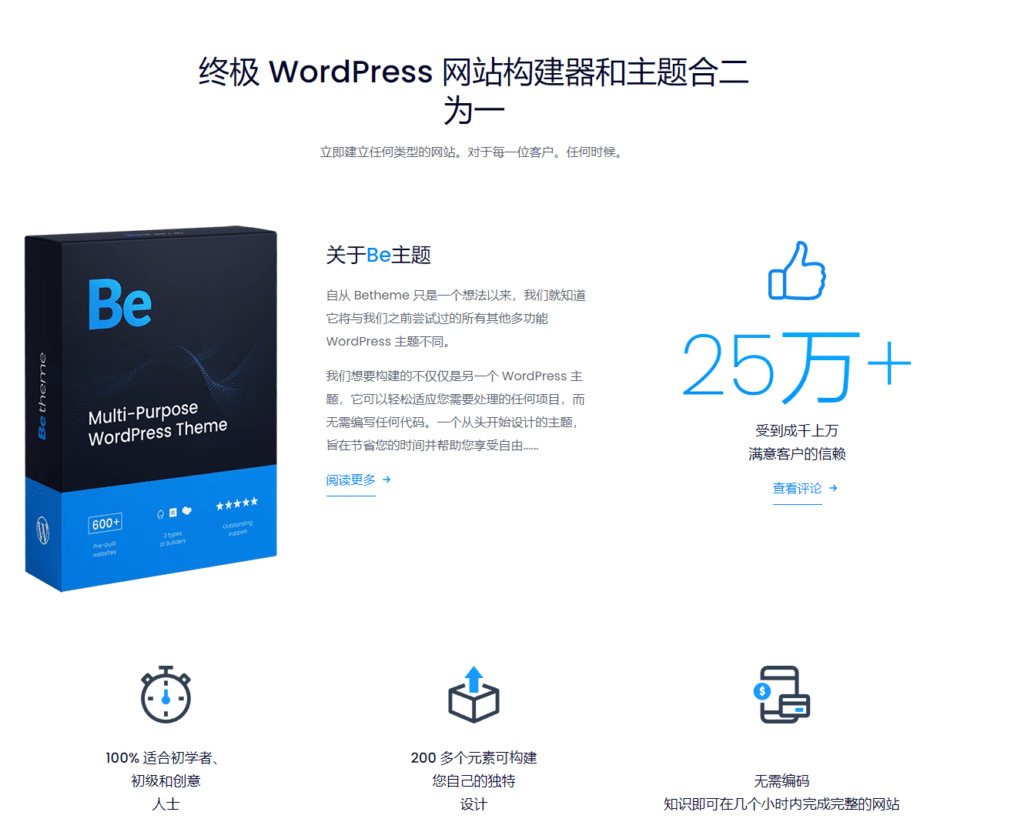 终极 WordPress 网站构建器和主题合二
为一
立即建立任何类型的网站。对于每一位客户。任何时候。
Be
Be theme
Multi-Purpose
WordPress Theme
600+
Pre-built
websites
3 types
of Builders
Outstanding
support
关于Be主题
自从 Betheme 只是一个想法以来，我们就知道
它将与我们之前尝试过的所有其他多功能
WordPress 主题不同。
我们想要构建的不仅仅是另一个 WordPress 主
题，它可以轻松适应您需要处理的任何项目，而
无需编写任何代码。一个从头开始设计的主题，
旨在节省您的时间并帮助您享受自由......
阅读更多 →
25万+
受到成千上万
满意客户的信赖
查看评论 →
100% 适合初学者、
初级和创意
人士
200 多个元素可构建
您自己的独特
设计
无需编码
知识即可在几个小时内完成完整的网站